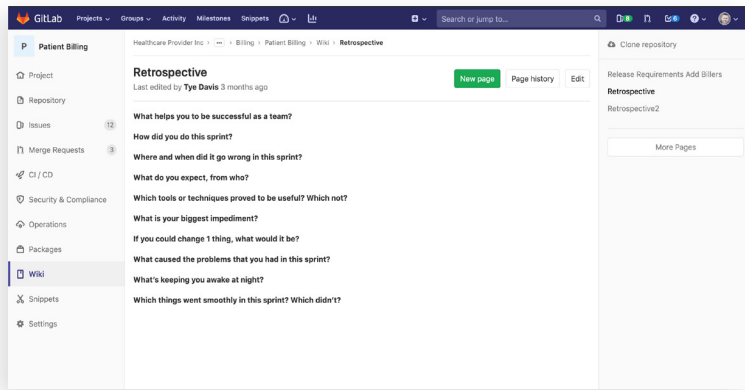 GitLab Projects Groups Activity Milestones Snippets Search or jump to... 8 6
P Patient Billing
Project
Repository
Issues 12
Merge Requests 3
CI / CD
Security & Compliance
Operations
Packages
Wiki
Snippets
Settings
Healthcare Provider Inc > ... > Billing > Patient Billing > Wiki > Retrospective
Retrospective
Last edited by Tye Davis 3 months ago
New page Page history Edit
What helps you to be successful as a team?
How did you do this sprint?
Where and when did it go wrong in this sprint?
What do you expect, from who?
Which tools or techniques proved to be useful? Which not?
What is your biggest impediment?
If you could change 1 thing, what would it be?
What caused the problems that you had in this sprint?
What's keeping you awake at night?
Which things went smoothly in this sprint? Which didn't?
Clone repository
Release Requirements Add Billers
Retrospective
Retrospective2
More Pages